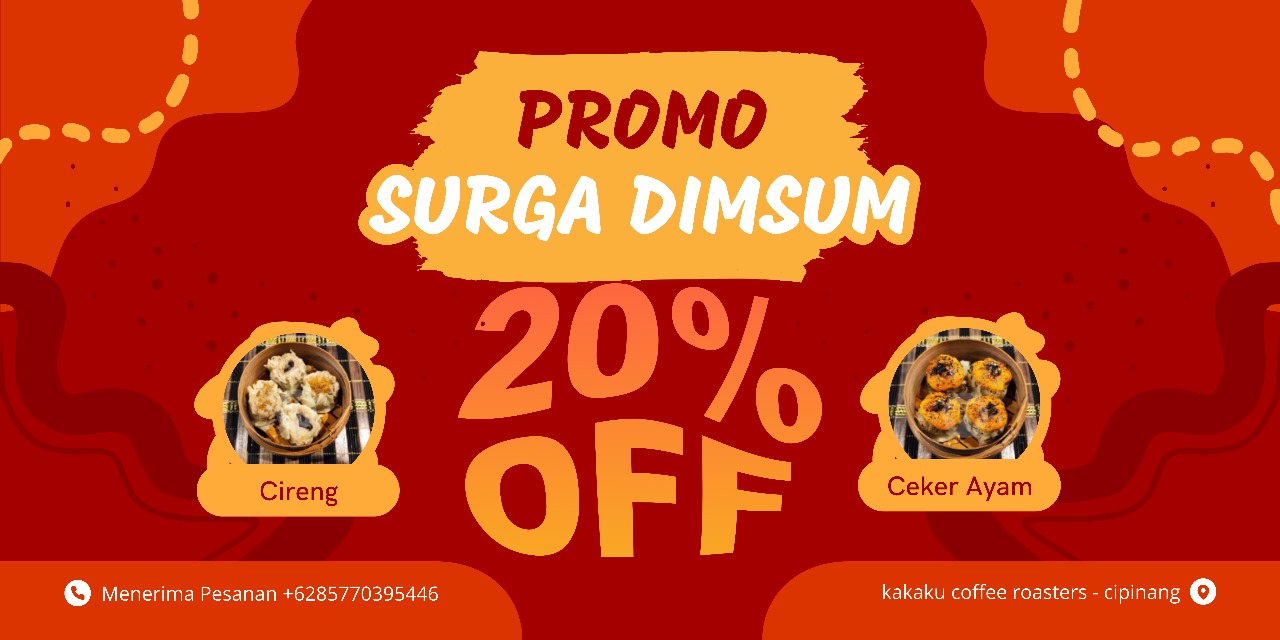 PROMO
SURGA DIMSUM
20%
OFF
Cireng
Ceker Ayam
Menerima Pesanan +6285770395446
kakaku coffee roasters - cipinang